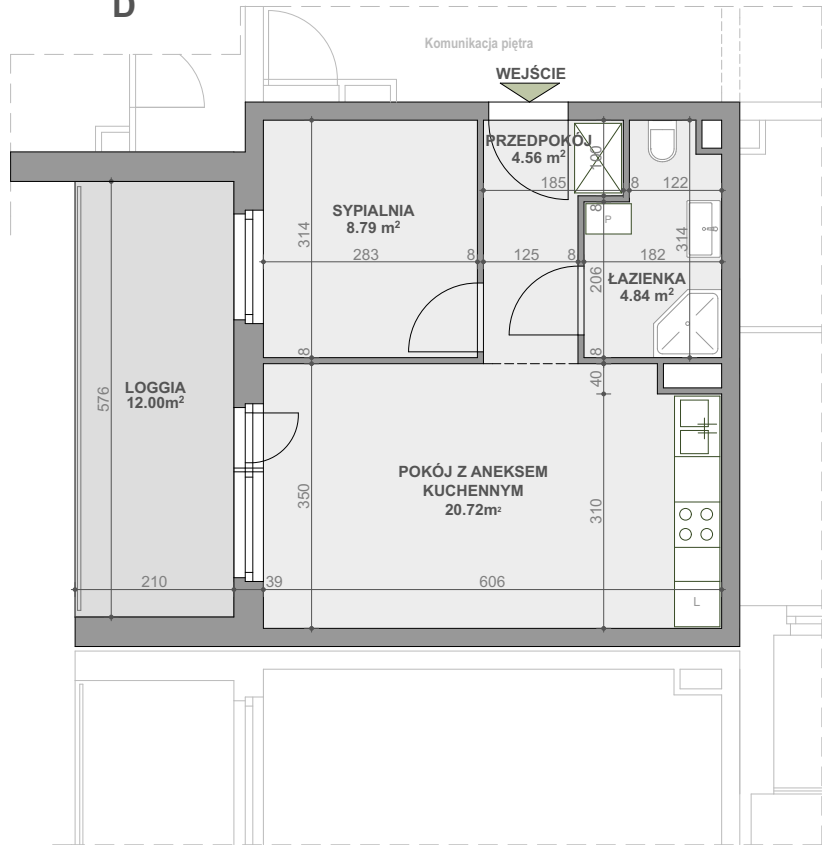 D
Komunikacja piętra
WEJŚCIE
PRZEDPOKÓJ
4.56 m²
190
185
8
122
SYPIALNIA
8.79 m²
314
283
8
125
8
8
P
206
182
314
ŁAZIENKA
4.84 m²
8
8
40
LOGGIA
12.00m²
576
POKÓJ Z ANEKSEM
KUCHENNYM
20.72m²
350
310
210
39
606
L